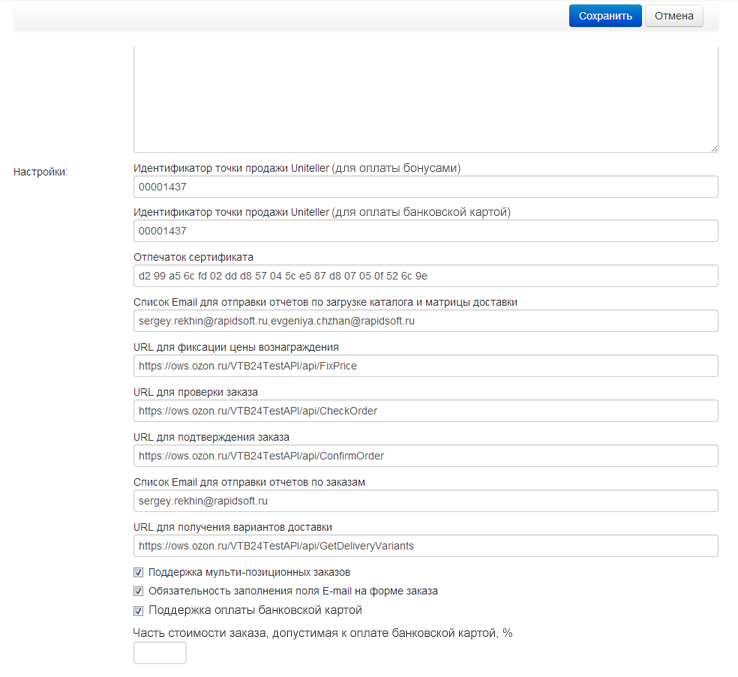 Сохранить Отмена
Настройки:
Идентификатор точки продажи Uniteller (для оплаты бонусами)
00001437
Идентификатор точки продажи Uniteller (для оплаты банковской картой)
00001437
Отпечаток сертификата
d2 99 a5 6c fd 02 dd d8 57 04 5c e5 87 d8 07 05 0f 52 6c 9e
Список Email для отправки отчетов по загрузке каталога и матрицы доставки
sergey.rekhin@rapidsoft.ru,evgeniya.chzhan@rapidsoft.ru
URL для фиксации цены вознаграждения
https://ows.ozon.ru/VTB24TestAPI/api/FixPrice
URL для проверки заказа
https://ows.ozon.ru/VTB24TestAPI/api/CheckOrder
URL для подтверждения заказа
https://ows.ozon.ru/VTB24TestAPI/api/ConfirmOrder
Список Email для отправки отчетов по заказам
sergey.rekhin@rapidsoft.ru
URL для получения вариантов доставки
https://ows.ozon.ru/VTB24TestAPI/api/GetDeliveryVariants
Поддержка мульти-позиционных заказов
Обязательность заполнения поля E-mail на форме заказа
Поддержка оплаты банковской картой
Часть стоимости заказа, допустимая к оплате банковской картой, %